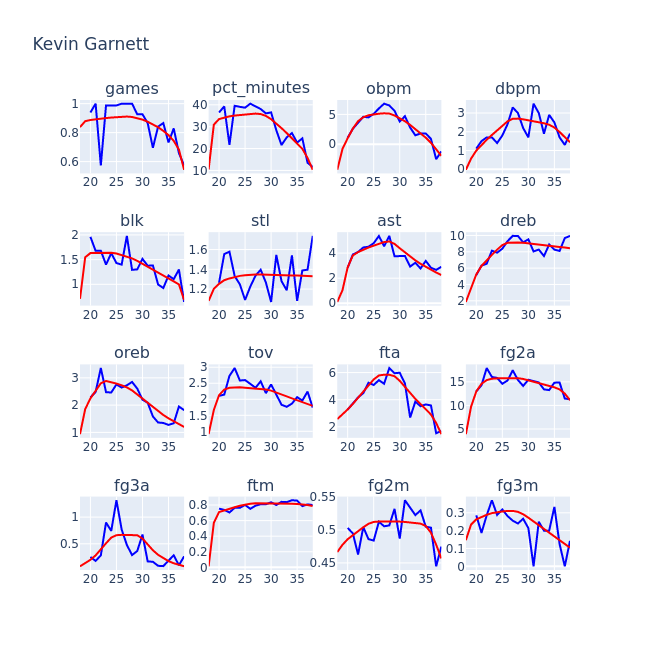 Kevin Garnett
games pct_minutes obpm dbpm
1 0.8 0.6
40 30 20 10
5 0
3 2 1 0
20 25 30 35 20 25 30 35 20 25 30 35 20 25 30 35
blk stl ast dreb
2 1.5 1
1.6 1.4 1.2
4 2 0
10 8 6 4 2
20 25 30 35 20 25 30 35 20 25 30 35 20 25 30 35
oreb tov fta fg2a
3 2 1
3 2.5 2 1.5 1
6 4 2
15 10 5
20 25 30 35 20 25 30 35 20 25 30 35 20 25 30 35
fg3a ftm fg2m fg3m
1 0.5
0.8 0.6 0.4 0.2 0
0.55 0.5 0.45
0.3 0.2 0.1 0
20 25 30 35 20 25 30 35 20 25 30 35 20 25 30 35